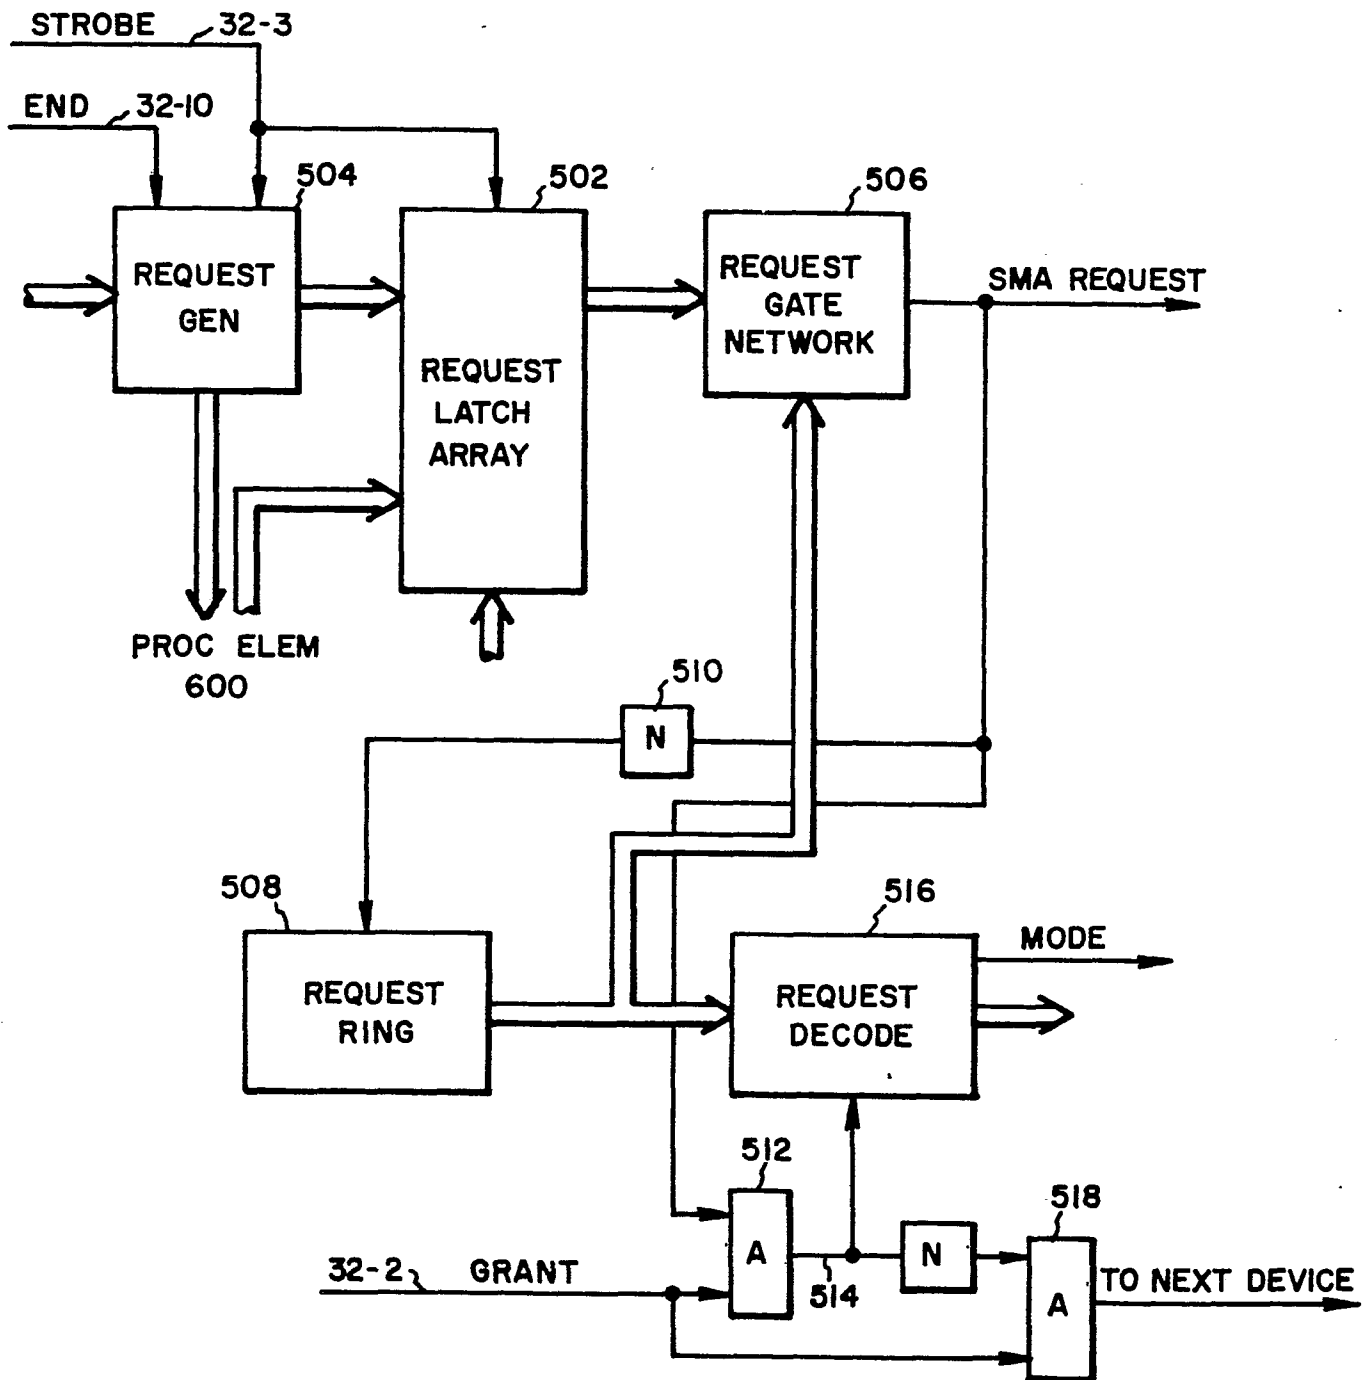 STROBE 32-3
END 32-10
504
502
506
REQUEST
GEN
REQUEST
GATE
NETWORK
SMA REQUEST
REQUEST
LATCH
ARRAY
PROC ELEM
600
510
N
508
516
REQUEST
RING
REQUEST
DECODE
MODE
512
518
A
514
N
A
32-2 GRANT
TO NEXT DEVICE